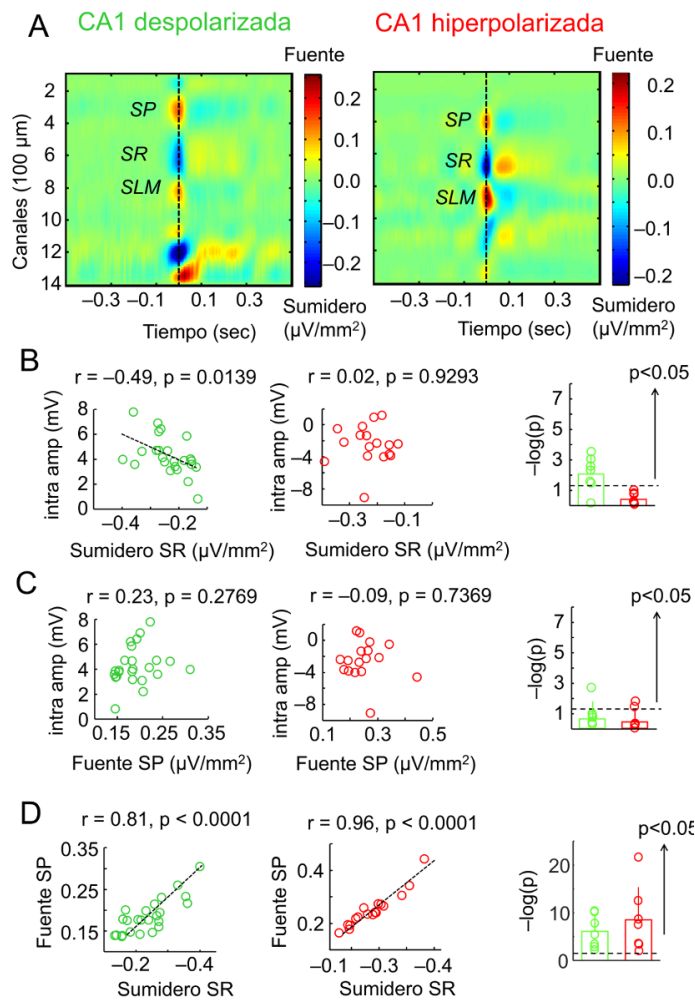 A
CA1 despolarizada
CA1 hiperpolarizada
Fuente
Fuente
Canales (100 µm)
2
4
6
8
10
12
14
SP
SR
SLM
0.2
0.1
0.0
−0.1
−0.2
SP
SR
SLM
0.2
0.1
0.0
−0.1
−0.2
−0.3 −0.1 0.1 0.3
−0.3 −0.1 0.1 0.3
Tiempo (sec)
Sumidero
(µV/mm²)
Tiempo (sec)
Sumidero
(µV/mm²)
B
r = −0.49, p = 0.0139
r = 0.02, p = 0.9293
p<0.05
intra amp (mV)
8
6
4
2
0
−0.4 −0.2
Sumidero SR (µV/mm²)
intra amp (mV)
0
−4
−8
−0.3 −0.1
Sumidero SR (µV/mm²)
−log(p)
7
5
3
1
C
r = 0.23, p = 0.2769
r = −0.09, p = 0.7369
p<0.05
intra amp (mV)
8
6
4
2
0
0.15 0.25 0.35
Fuente SP (µV/mm²)
intra amp (mV)
0
−4
−8
0.1 0.3 0.5
Fuente SP (µV/mm²)
−log(p)
7
5
3
1
D
r = 0.81, p < 0.0001
r = 0.96, p < 0.0001
p<0.05
Fuente SP
0.35
0.25
0.15
−0.2 −0.4
Sumidero SR
Fuente SP
0.4
0.2
−0.1 −0.3 −0.4
Sumidero SR
−log(p)
20
10
0